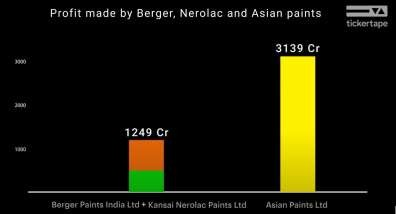 Profit made by Berger, Nerolac and Asian paints
tickertape
3139 Cr
3000
2000
1249 Cr
1000
Berger Paints India Ltd + Kansai Nerolac Paints Ltd
Asian Paints Ltd